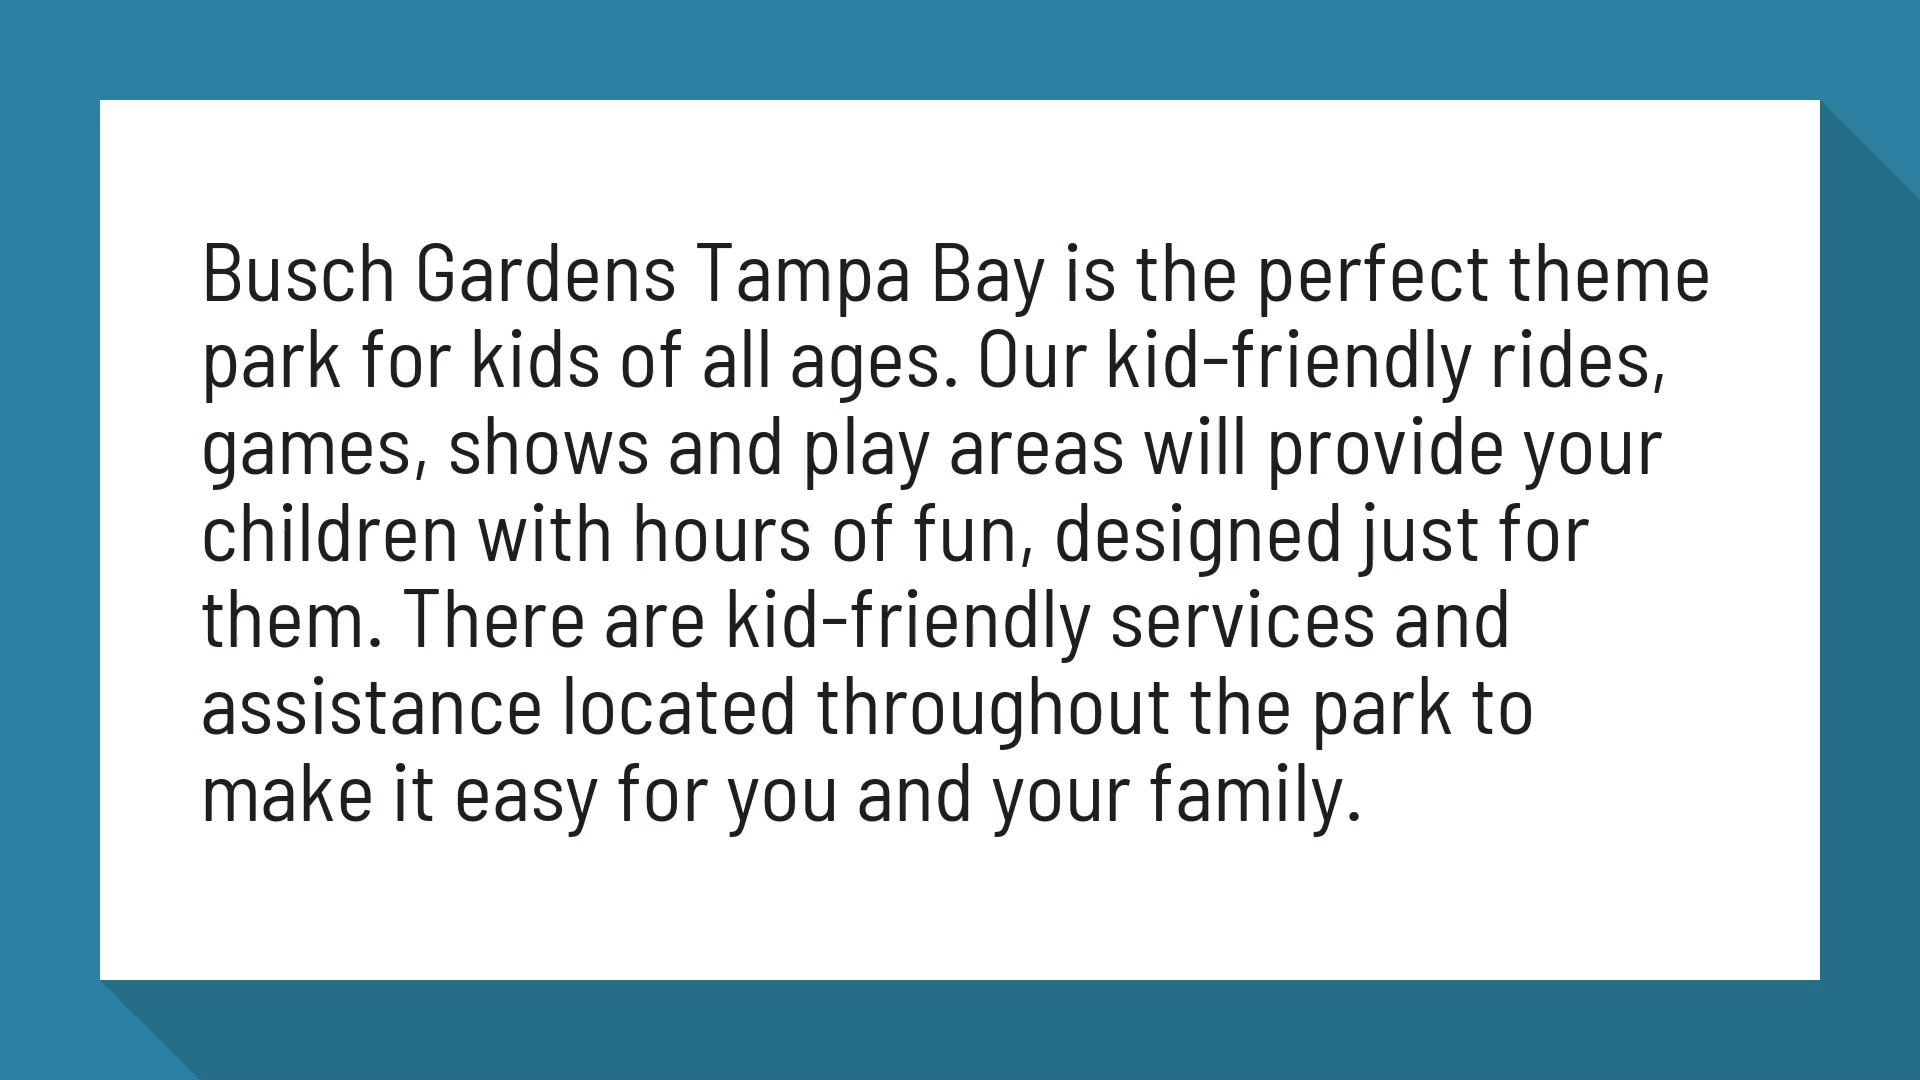 Busch Gardens Tampa Bay is the perfect theme
park for kids of all ages. Our kid-friendly rides,
games, shows and play areas will provide your
children with hours of fun, designed just for
them. There are kid-friendly services and
assistance located throughout the park to
make it easy for you and your family.